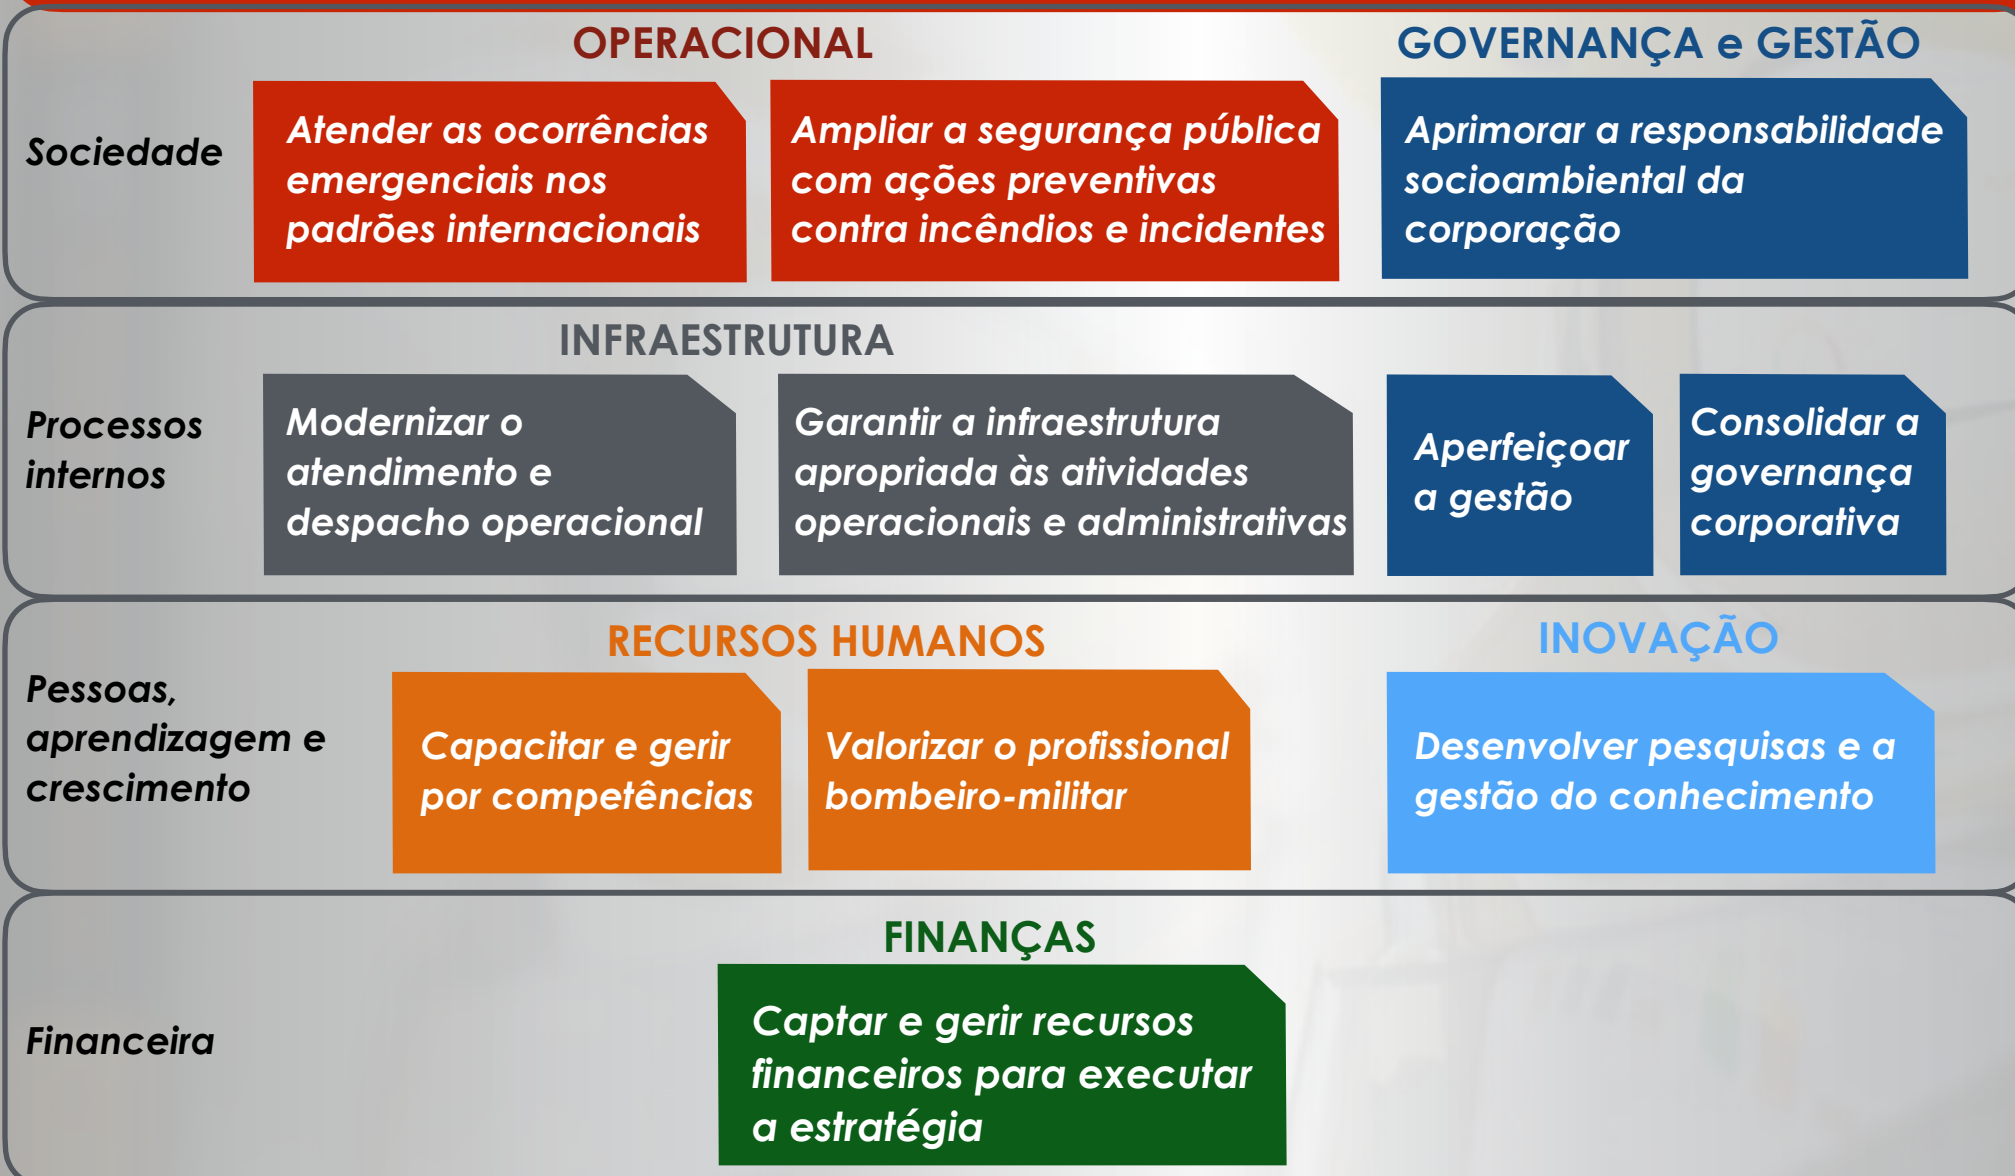 OPERACIONAL
GOVERNANÇA e GESTÃO
Sociedade
Atender as ocorrências
emergenciais nos
padrões internacionais
Ampliar a segurança pública
com ações preventivas
contra incêndios e incidentes
Aprimorar a responsabilidade
socioambiental da
corporação
INFRAESTRUTURA
Processos
internos
Modernizar o
atendimento e
despacho operacional
Garantir a infraestrutura
apropriada às atividades
operacionais e administrativas
Aperfeiçoar
a gestão
Consolidar a
governança
corporativa
RECURSOS HUMANOS
INOVAÇÃO
Pessoas,
aprendizagem e
crescimento
Capacitar e gerir
por competências
Valorizar o profissional
bombeiro-militar
Desenvolver pesquisas e a
gestão do conhecimento
FINANÇAS
Financeira
Captar e gerir recursos
financeiros para executar
a estratégia